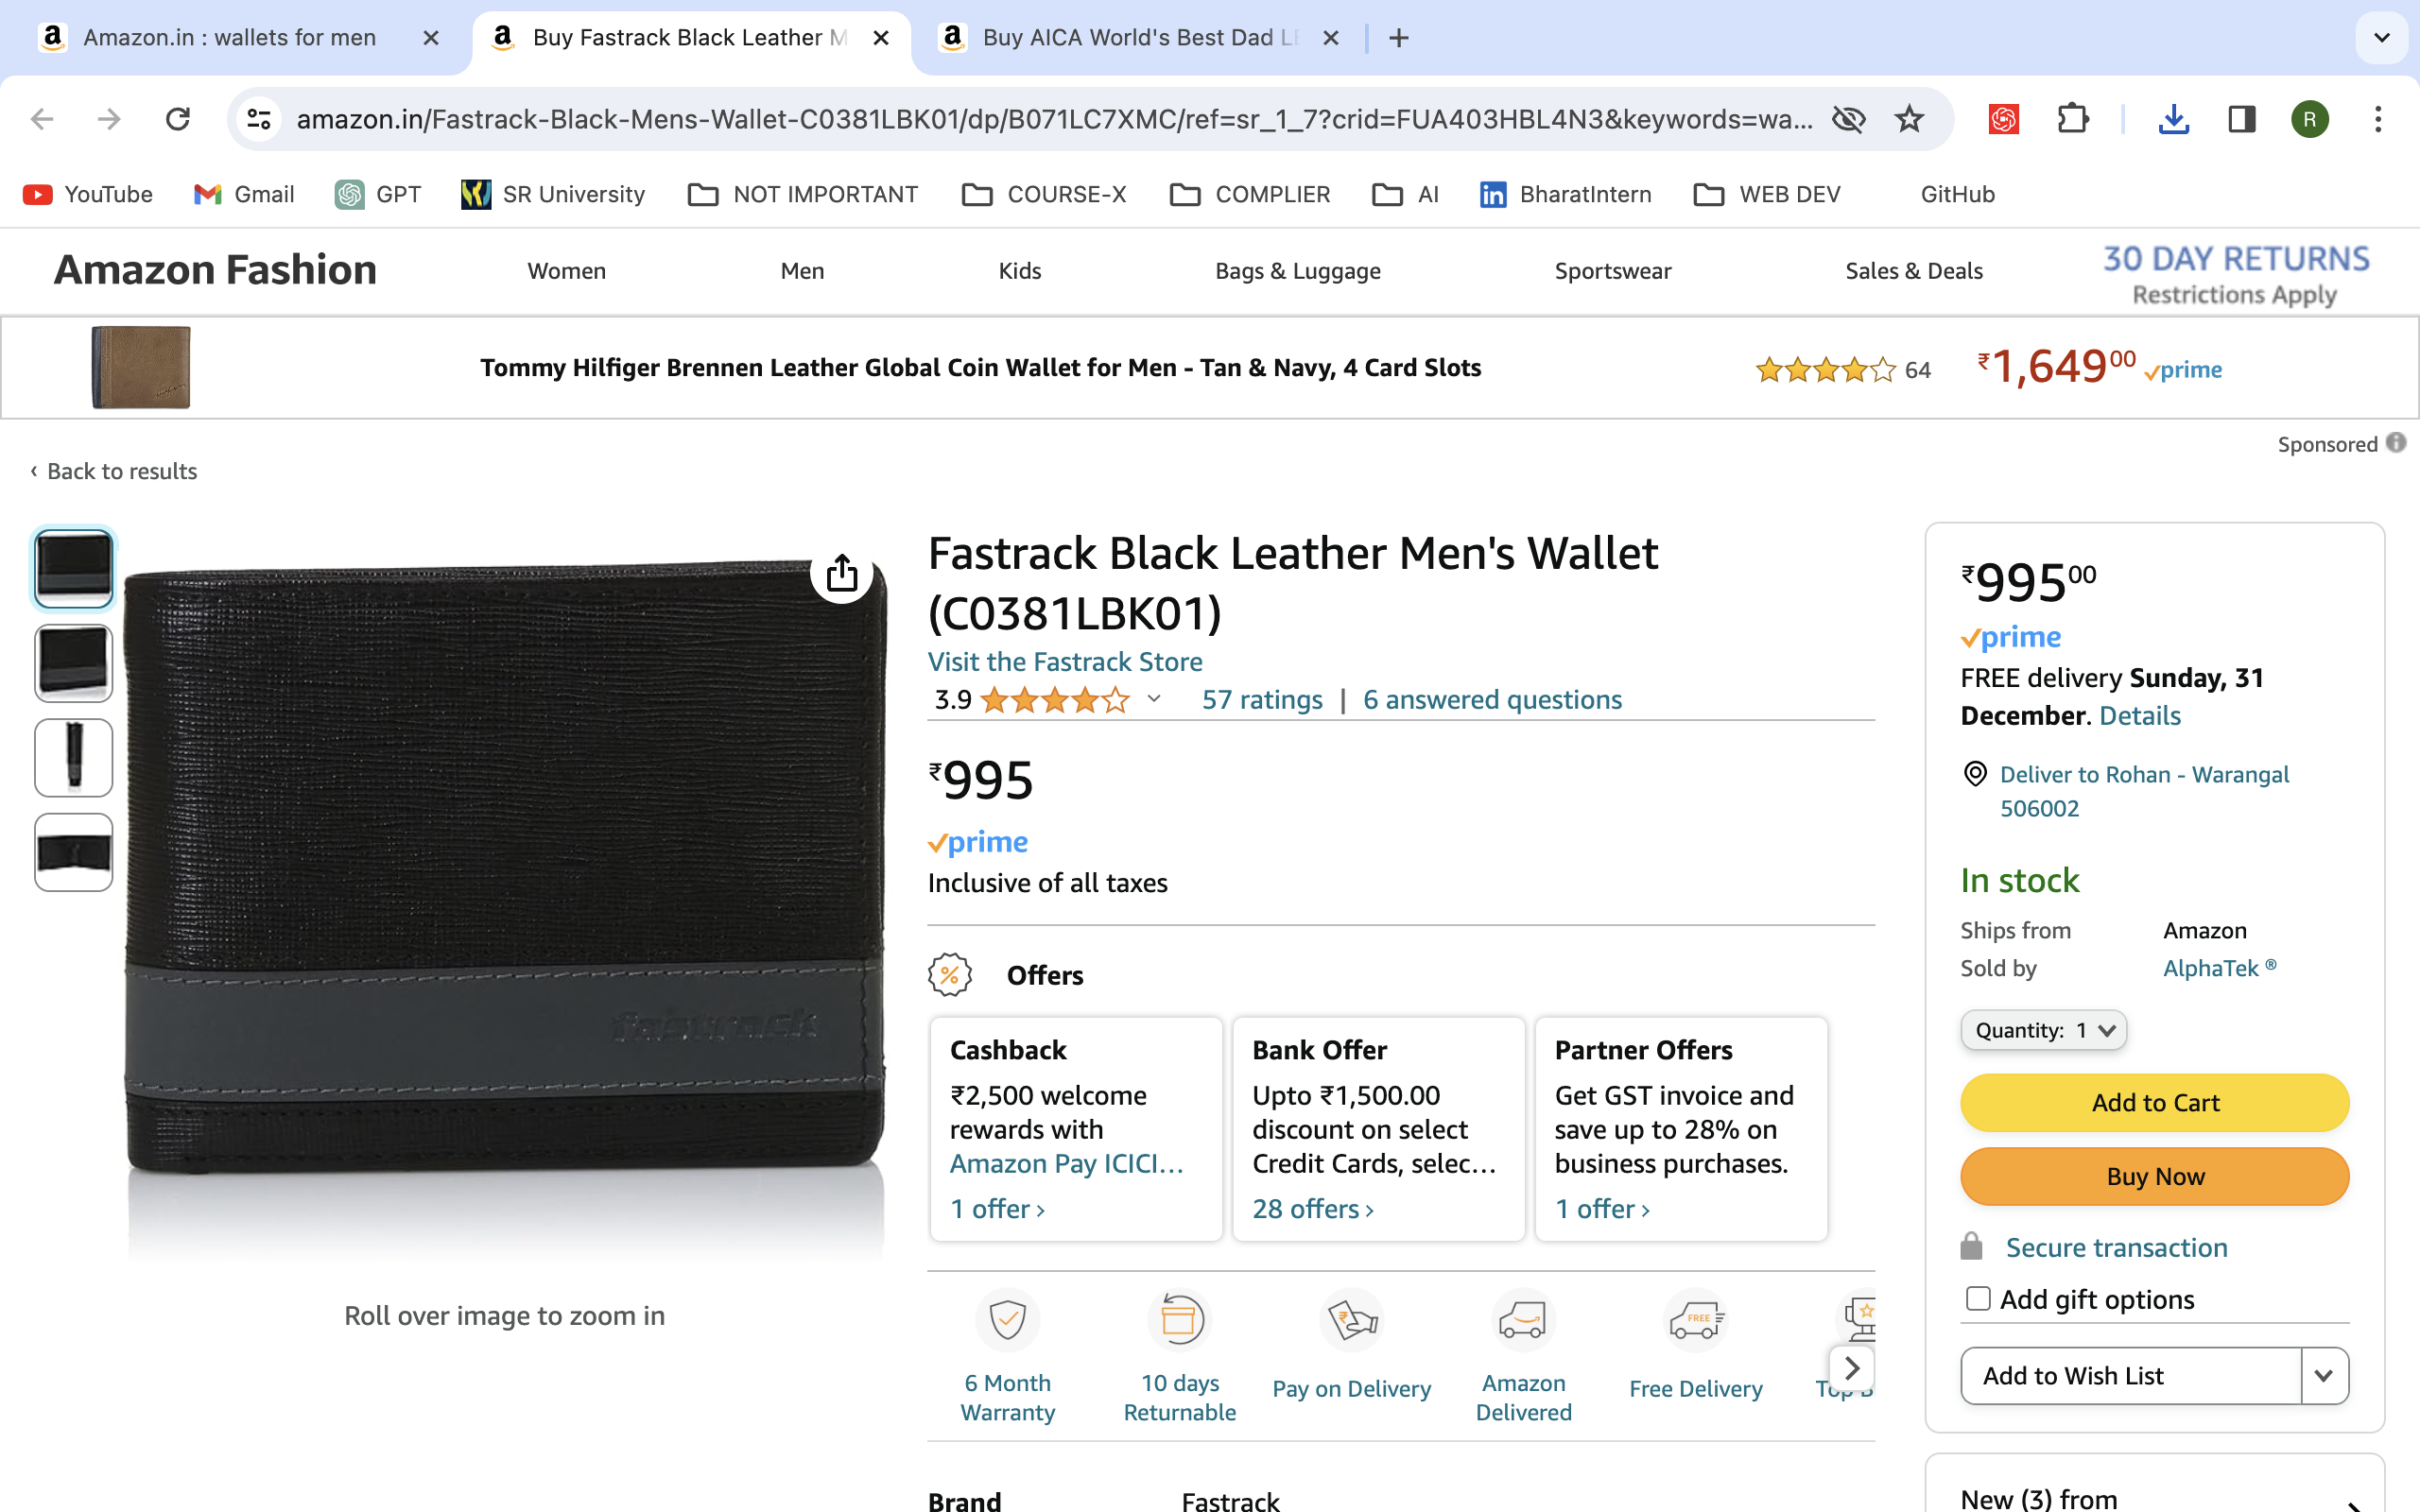 Amazon.in : wallets for men
Buy Fastrack Black Leather M
Buy AICA World's Best Dad LE
amazon.in/Fastrack-Black-Mens-Wallet-C0381LBK01/dp/B071LC7XMC/ref=sr_1_7?crid=FUA403HBL4N3&keywords=wa...
R
YouTube
Gmail
GPT
SR University
NOT IMPORTANT
COURSE-X
COMPLIER
AI
BharatIntern
WEB DEV
GitHub
Amazon Fashion
Women
Men
Kids
Bags & Luggage
Sportswear
Sales & Deals
30 DAY RETURNS
Restrictions Apply
Tommy Hilfiger Brennen Leather Global Coin Wallet for Men - Tan & Navy, 4 Card Slots
64
₹1,64900 prime
Sponsored
‹ Back to results
Fastrack Black Leather Men's Wallet
(C0381LBK01)
Visit the Fastrack Store
3.9
57 ratings | 6 answered questions
₹995
prime
Inclusive of all taxes
Offers
Cashback
₹2,500 welcome
rewards with
Amazon Pay ICICI...
1 offer ›
Bank Offer
Upto ₹1,500.00
discount on select
Credit Cards, selec...
28 offers ›
Partner Offers
Get GST invoice and
save up to 28% on
business purchases.
1 offer ›
6 Month
Warranty
10 days
Returnable
Pay on Delivery
Amazon
Delivered
FREE
Free Delivery
Top B
Brand
Fastrack
fastrack
Roll over image to zoom in
₹99500
prime
FREE delivery Sunday, 31
December. Details
Deliver to Rohan - Warangal
506002
In stock
Ships from
Amazon
Sold by
AlphaTek ®
Quantity: 1
Add to Cart
Buy Now
Secure transaction
Add gift options
Add to Wish List
New (3) from